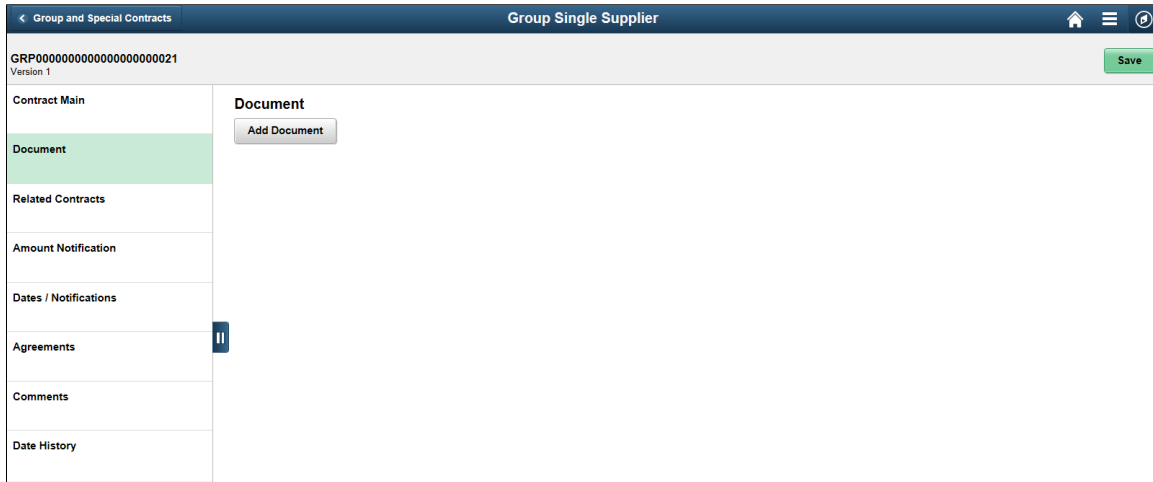 Group and Special Contracts
Group Single Supplier
GRP0000000000000000000021
Version 1
Save
Contract Main
Document
Related Contracts
Amount Notification
Dates / Notifications
Agreements
Comments
Date History
Document
Add Document